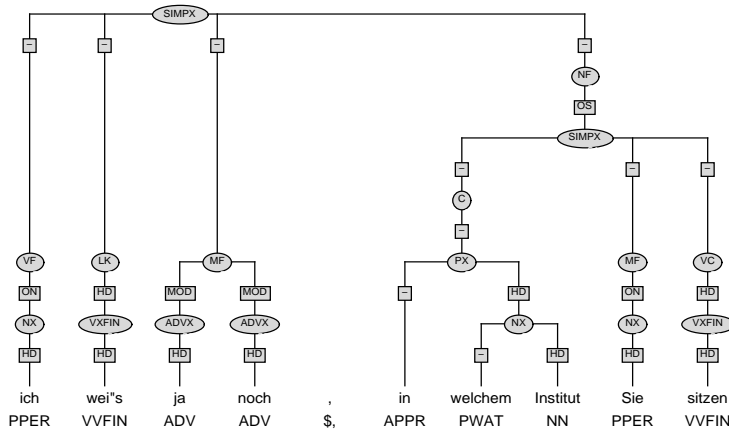 SIMPX
– – – –
NF
OS
SIMPX
– – –
C
–
VF LK MF PX MF VC
ON HD MOD MOD – HD ON HD
NX VXFIN ADVX ADVX NX NX VXFIN
HD HD HD HD – HD HD HD
ich wei"s ja noch , in welchem Institut Sie sitzen
PPER VVFIN ADV ADV $, APPR PWAT NN PPER VVFIN